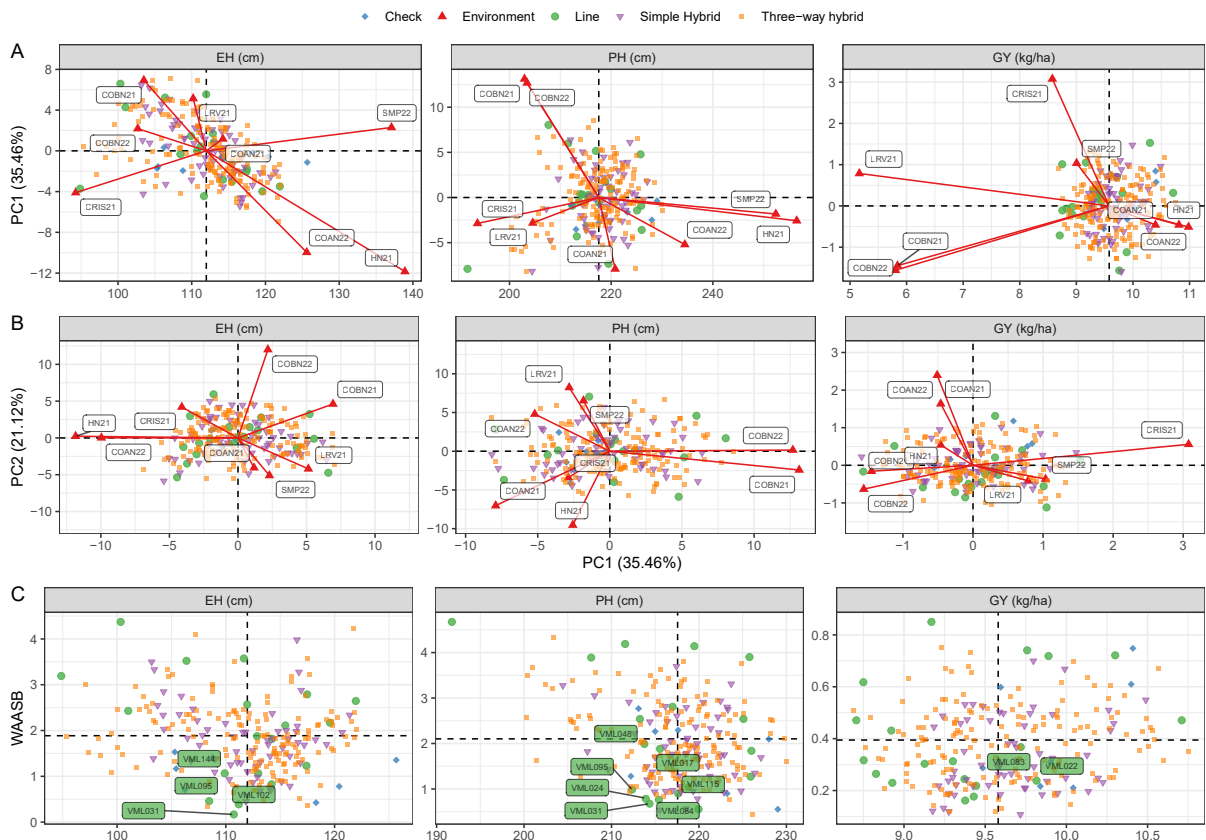 Check Environment Line Simple Hybrid Three-way hybrid
A
EH (cm) PH (cm) GY (kg/ha)
PC1 (35.46%)
8 4 0 −4 −8 −12
COBN21 LRV21 SMP22 COBN22 COAN21 CRIS21 COAN22 HN21
100 110 120 130 140
10 5 0 −5
COBN21 COBN22 CRIS21 SMP22 LRV21 COAN22 HN21 COAN21
200 220 240
3 2 1 0 −1
CRIS21 LRV21 SMP22 COAN21 HN21 COBN21 COAN22 COBN22
5 6 7 8 9 10 11
B
EH (cm) PH (cm) GY (kg/ha)
PC2 (21.12%)
10 5 0 −5 −10
COBN22 COBN21 HN21 CRIS21 COAN22 COAN21 LRV21 SMP22
−10 −5 0 5 10
10 5 0 −5 −10
LRV21 SMP22 COAN22 COBN22 CRIS21 COAN21 COBN21 HN21
−10 −5 0 5 10
3 2 1 0 −1
COAN22 COAN21 HN21 COBN21 SMP22 COBN22 LRV21 CRIS21
−1 0 1 2 3
PC1 (35.46%)
C
EH (cm) PH (cm) GY (kg/ha)
WAASB
4 3 2 1 0
VML144 VML095 VML102 VML031
100 110 120
4 3 2 1
VML048 VML095 VML017 VML024 VML115 VML031 VML084
190 200 210 220 230
0.8 0.6 0.4 0.2
VML083 VML022
9.0 9.5 10.0 10.5